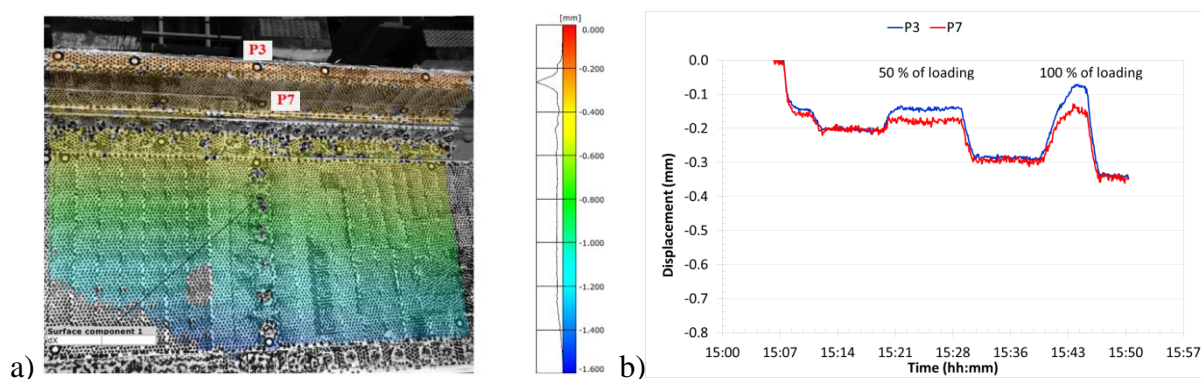 P3
P7
Surface component 1
dX
a)
[mm]
0.000
-0.200
-0.400
-0.600
-0.800
-1.000
-1.200
-1.400
-1.600
b)
P3 P7
50 % of loading 100 % of loading
Displacement (mm)
0.0
-0.1
-0.2
-0.3
-0.4
-0.5
-0.6
-0.7
-0.8
15:00 15:07 15:14 15:21 15:28 15:36 15:43 15:50 15:57
Time (hh:mm)